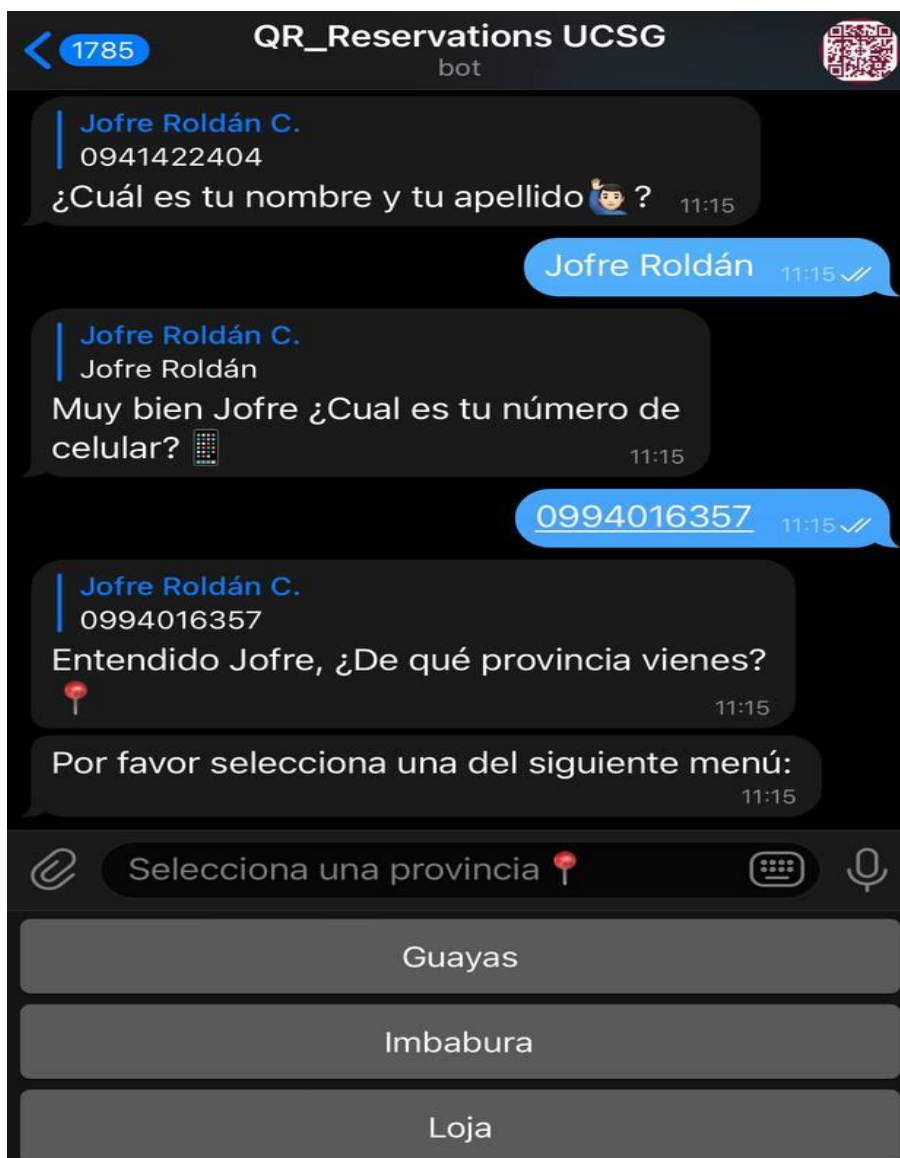 1785
QR_Reservations UCSG
bot
Jofre Roldán C.
0941422404
¿Cuál es tu nombre y tu apellido🙋🏻‍♂️? 11:15
Jofre Roldán 11:15
Jofre Roldán C.
Jofre Roldán
Muy bien Jofre ¿Cual es tu número de
celular?📱 11:15
0994016357 11:15
Jofre Roldán C.
0994016357
Entendido Jofre, ¿De qué provincia vienes?
📍 11:15
Por favor selecciona una del siguiente menú:
11:15
Selecciona una provincia📍
Guayas
Imbabura
Loja